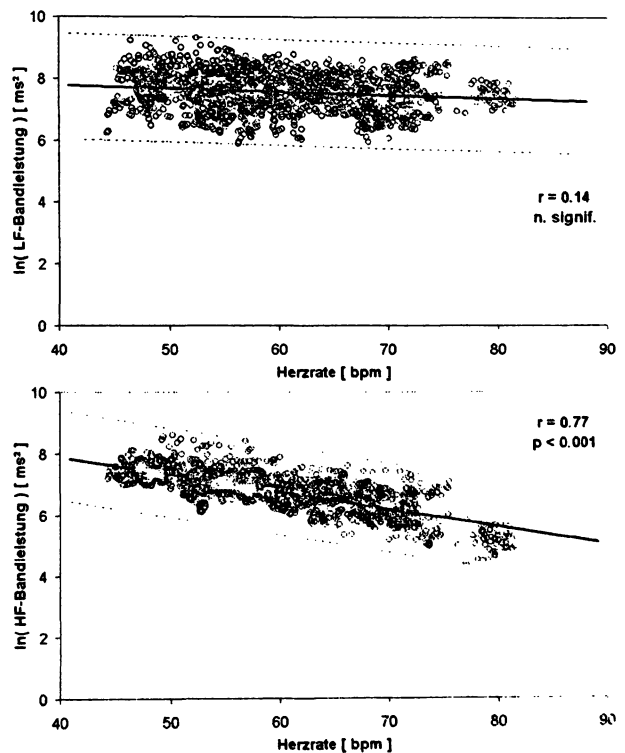 ln( LF-Bandleistung ) [ ms² ]
10
8
6
4
2
0
r = 0.14
n. signif.
40 50 60 70 80 90
Herzrate [ bpm ]
ln( HF-Bandleistung ) [ ms² ]
10
8
6
4
2
0
r = 0.77
p < 0.001
40 50 60 70 80 90
Herzrate [ bpm ]